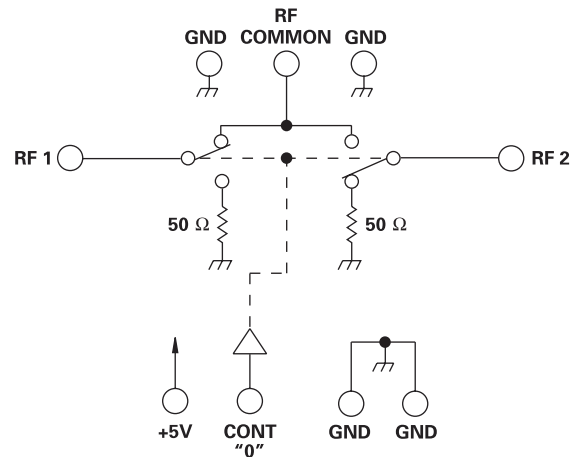 RF
GND COMMON GND
RF 1
RF 2
50 Ω
50 Ω
+5V
CONT
"0"
GND
GND